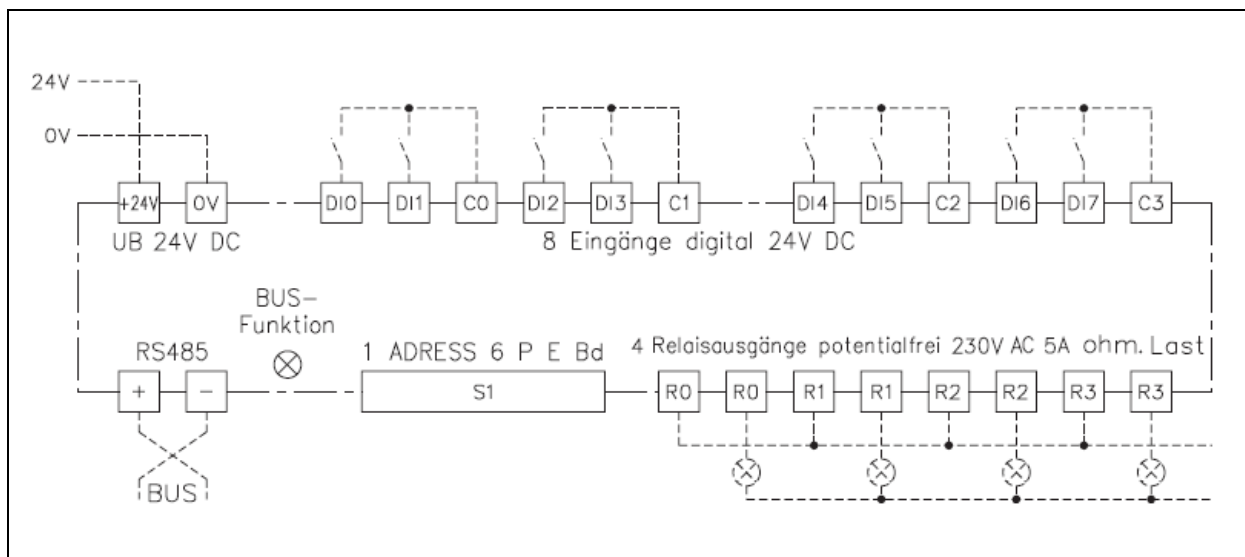 24V
0V
+24V 0V DI0 DI1 C0 DI2 DI3 C1 DI4 DI5 C2 DI6 DI7 C3
UB 24V DC
8 Eingänge digital 24V DC
BUS-
Funktion
RS485
1 ADRESS 6 P E Bd
4 Relaisausgänge potentialfrei 230V AC 5A ohm. Last
+ - S1 R0 R0 R1 R1 R2 R2 R3 R3
BUS